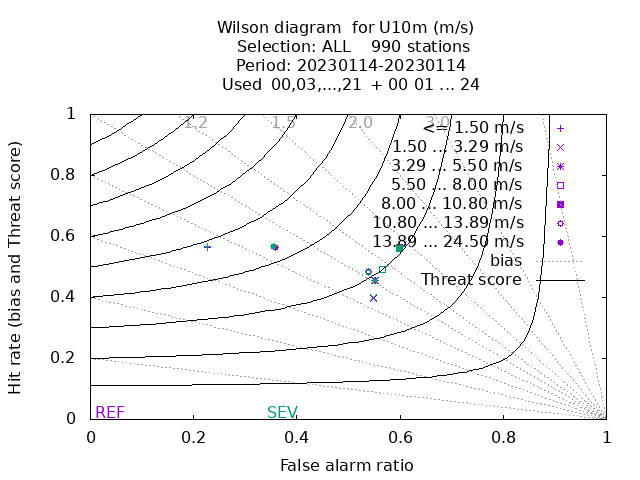 Wilson diagram  for U10m (m/s)
Selection: ALL    990 stations
Period: 20230114-20230114
Used  00,03,...,21  + 00 01 ... 24
Hit rate (bias and Threat score)
1
0.8
0.6
0.4
0.2
0
1.2
1.5
2.0
3.0
<= 1.50 m/s
1.50 ... 3.29 m/s
3.29 ... 5.50 m/s
5.50 ... 8.00 m/s
8.00 ... 10.80 m/s
10.80 ... 13.89 m/s
13.89 ... 24.50 m/s
bias
Threat score
REF
SEV
0 0.2 0.4 0.6 0.8 1
False alarm ratio